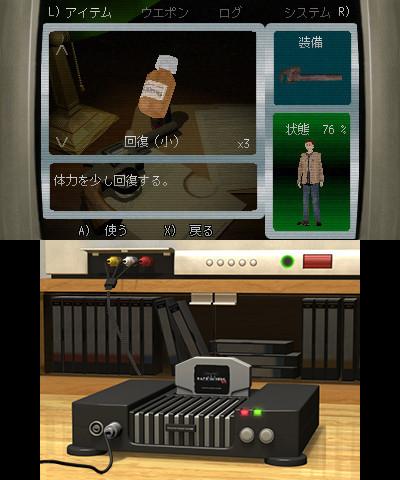 L) アイテム ウエポン ログ システム R)
装備
回復（小） x3
状態 76 %
体力を少し回復する。
A) 使う X) 戻る